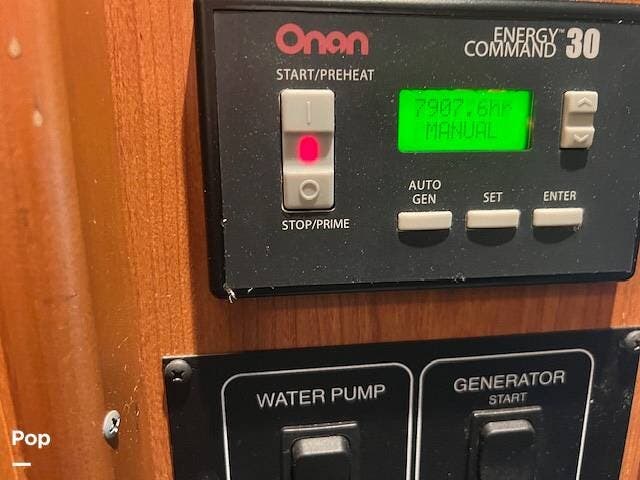 Onan
ENERGY™
COMMAND 30
START/PREHEAT
7907.6hr
MANUAL
AUTO
GEN
SET
ENTER
STOP/PRIME
WATER PUMP
GENERATOR
START
Pop